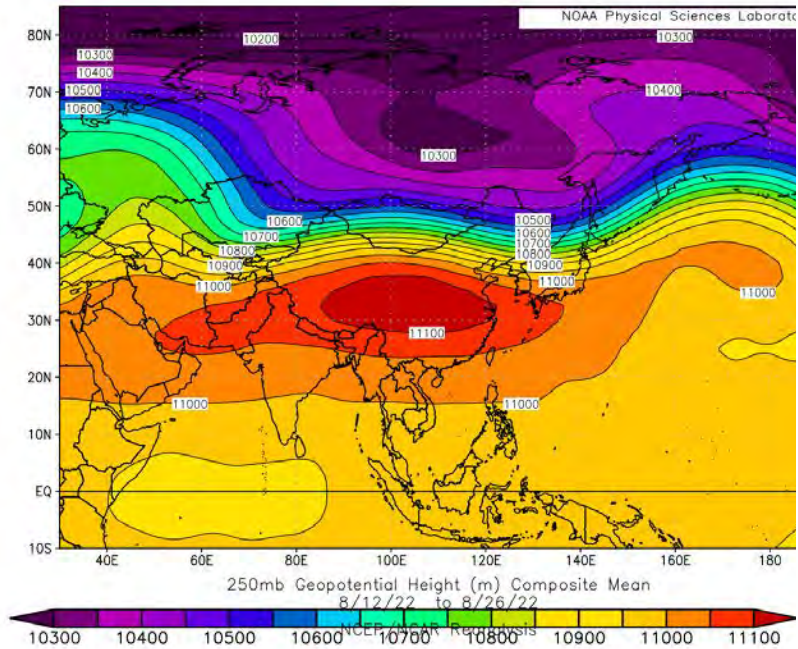 NOAA Physical Sciences Laborato
80N
70N
60N
50N
40N
30N
20N
10N
EQ
10S
10200
10300
10300
10400
10500
10600
10400
10300
10600
10700
10800
10900
11000
10500
10600
10700
10800
10900
11000
11000
11100
11000
11000
40E
60E
80E
100E
120E
140E
160E
180
250mb Geopotential Height (m) Composite Mean
8/12/22 to 8/26/22
NCEP/NCAR Reanalysis
10300 10400 10500 10600 10700 10800 10900 11000 11100